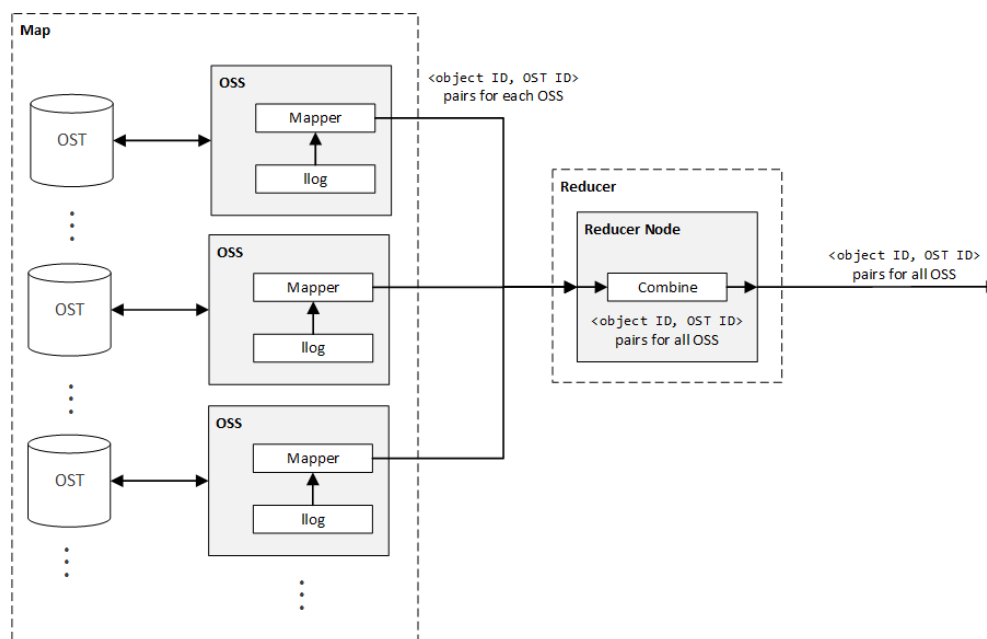 Map
OST
OSS
Mapper
llog
<object ID, OST ID>
pairs for each OSS
OST
OSS
Mapper
llog
OST
OSS
Mapper
llog
Reducer
Reducer Node
Combine
<object ID, OST ID>
pairs for all OSS
<object ID, OST ID>
pairs for all OSS